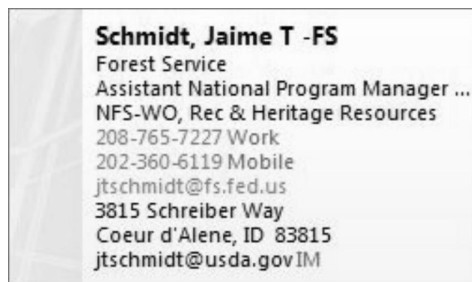 Schmidt, Jaime T -FS
Forest Service
Assistant National Program Manager ...
NFS-WO, Rec & Heritage Resources
208-765-7227 Work
202-360-6119 Mobile
jtschmidt@fs.fed.us
3815 Schreiber Way
Coeur d'Alene, ID 83815
jtschmidt@usda.gov IM